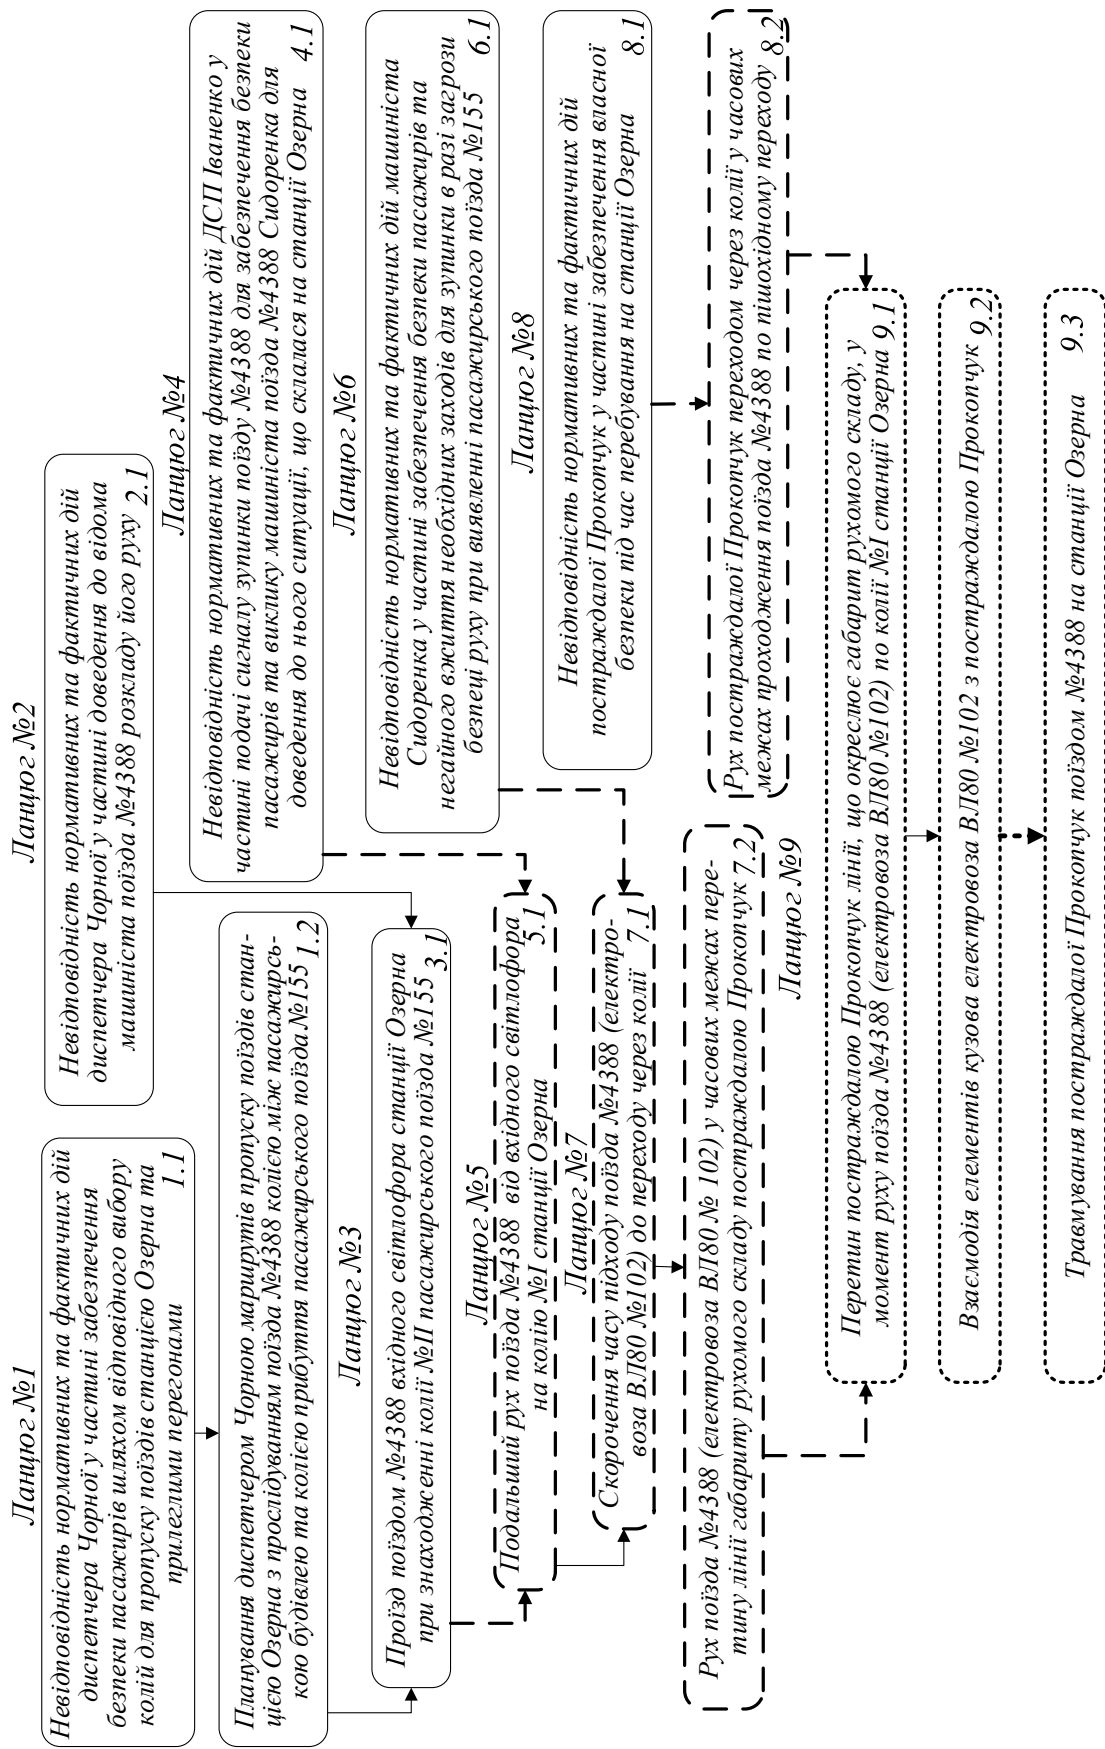 Ланцюг №1
Невідповідність нормативних та фактичних дій
диспетчера Чорної у частині забезпечення
безпеки пасажирів шляхом відповідного вибору
колій для пропуску поїздів станцією Озерна та
прилеглими перегонами 1.1
Планування диспетчером Чорною маршрутів пропуску поїздів стан-
цією Озерна з прослідуванням поїзда №4388 колією між пасажирсь-
кою будівлею та колією прибуття пасажирського поїзда№155 1.2
Ланцюг №2
Невідповідність нормативних та фактичних дій
диспетчера Чорної у частині доведення до відома
машиніста поїзда №4388 розкладу його руху 2.1
Ланцюг №3
Проїзд поїздом №4388 вхідного світлофора станції Озерна
при знаходженні колії №ІІ пасажирського поїзда №155 3.1
Ланцюг №4
Невідповідність нормативних та фактичних дій ДСП Іваненко у
частині подачі сигналу зупинки поїзду №4388 для забезпечення безпеки
пасажирів та виклику машиніста поїзда №4388 Сидоренка для
доведення до нього ситуації, що склалася на станції Озерна 4.1
Ланцюг №5
Подальший рух поїзда №4388 від вхідного світлофора
на колію №І станції Озерна 5.1
Ланцюг №6
Невідповідність нормативних та фактичних дій машиніста
Сидоренка у частині забезпечення безпеки пасажирів та
негайного вжиття необхідних заходів для зупинки в разі загрози
безпеці руху при виявленні пасажирського поїзда №155 6.1
Ланцюг №7
Скорочення часу підходу поїзда №4388 (електро-
воза ВЛ80 №102) до переходу через колії 7.1
Рух поїзда №4388 (електровоза ВЛ80 № 102) у часових межах пере-
тину лінії габариту рухомого складу постраждалою Прокопчук 7.2
Ланцюг №8
Невідповідність нормативних та фактичних дій
постраждалої Прокопчук у частині забезпечення власної
безпеки під час перебування на станції Озерна 8.1
Рух постраждалої Прокопчук переходом через колії у часових
межах проходження поїзда №4388 по пішохідному переходу 8.2
Ланцюг №9
Перетин постраждалою Прокопчук лінії, що окреслює габарит рухомого складу, у
момент руху поїзда №4388 (електровоза ВЛ80 №102) по колії №І станції Озерна 9.1
Взаємодія елементів кузова електровоза ВЛ80 №102 з постраждалою Прокопчук 9.2
Травмування постраждалої Прокопчук поїздом №4388 на станції Озерна 9.3